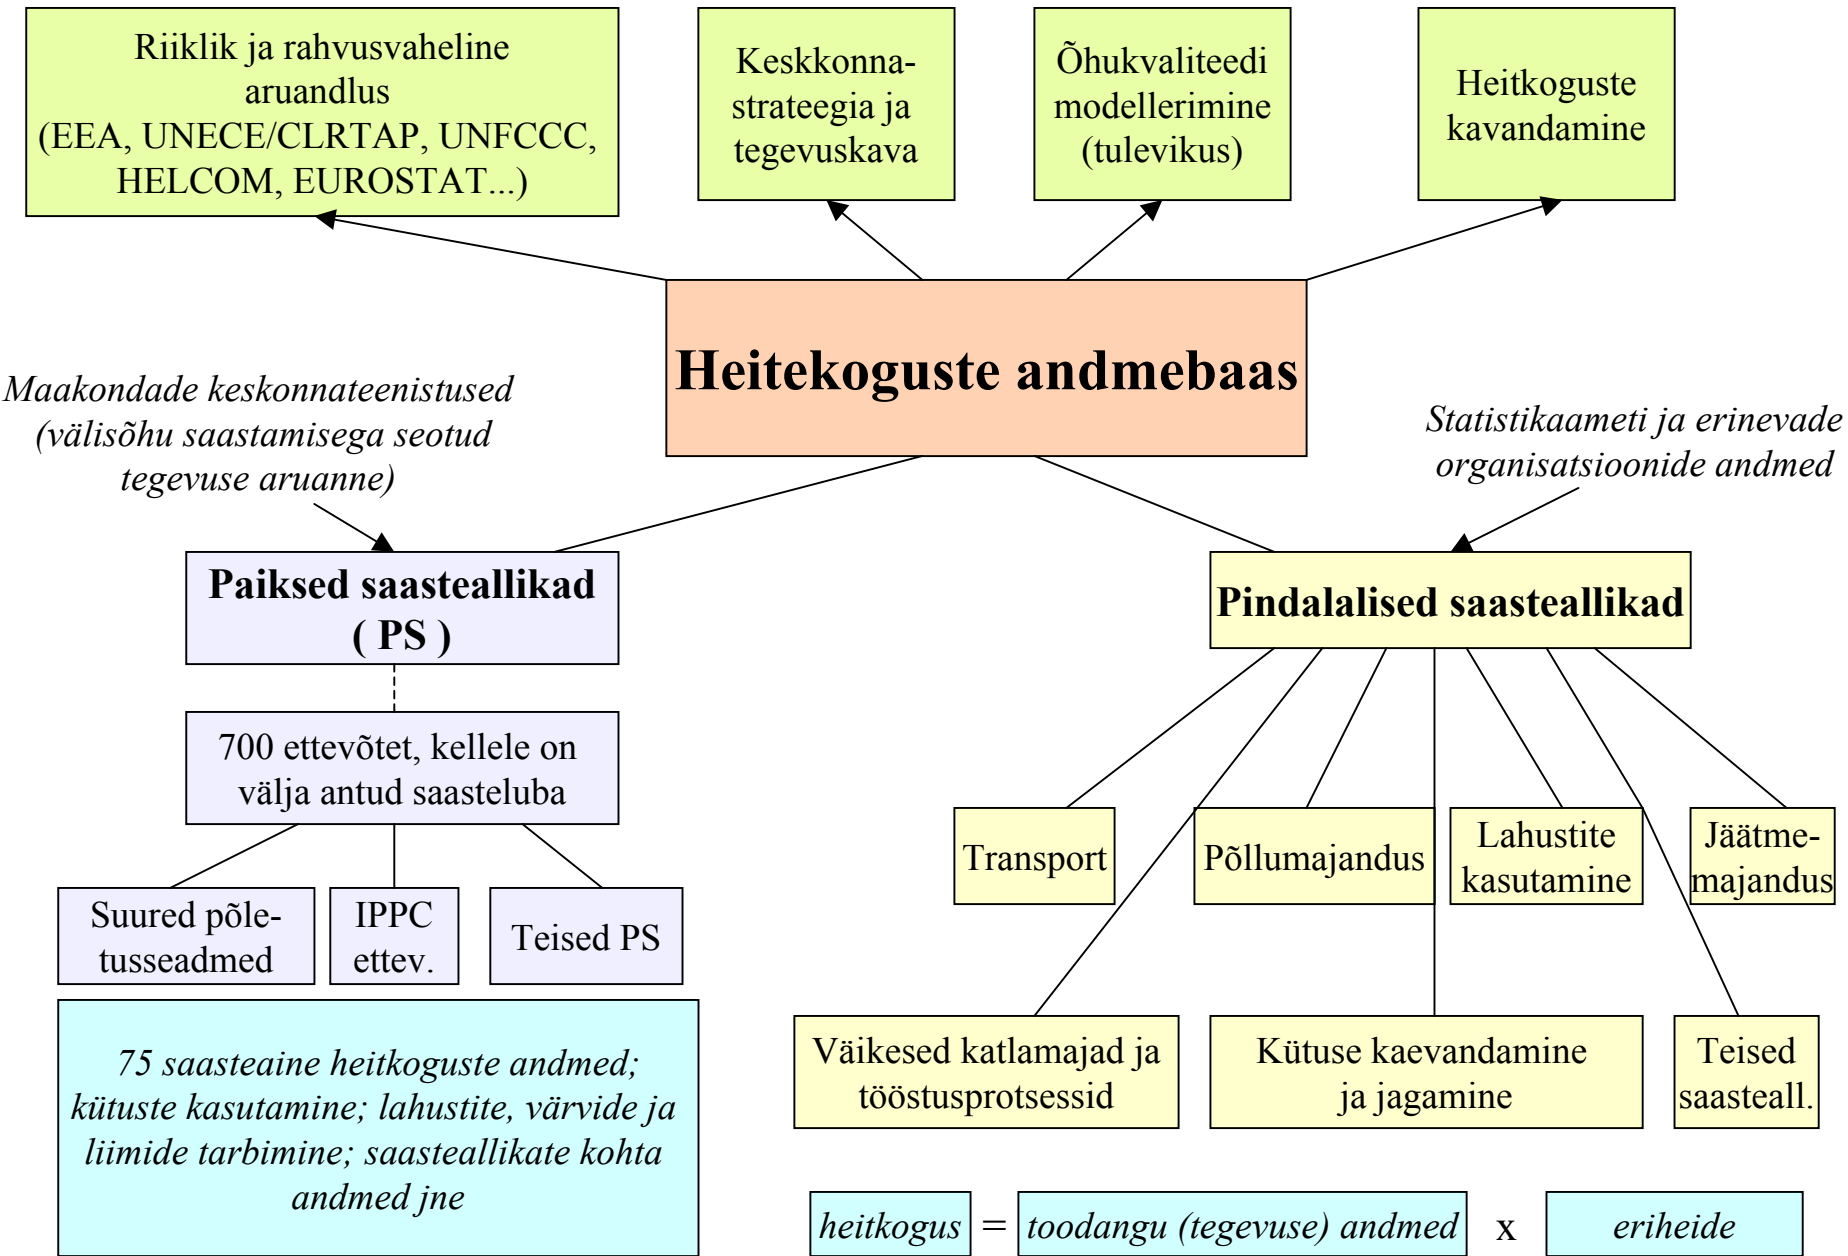 Riiklik ja rahvusvaheline
aruandlus
(EEA, UNECE/CLRTAP, UNFCCC,
HELCOM, EUROSTAT...)
Keskkonna-
strateegia ja
tegevuskava
Õhukvaliteedi
modellerimine
(tulevikus)
Heitkoguste
kavandamine
Heitekoguste andmebaas
Maakondade keskonnateenistused
(välisõhu saastamisega seotud
tegevuse aruanne)
Statistikaameti ja erinevade
organisatsioonide andmed
Paiksed saasteallikad
( PS )
Pindalalised saasteallikad
700 ettevõtet, kellele on
välja antud saasteluba
Suured põle-
tusseadmed
IPPC
ettev.
Teised PS
Transport
Põllumajandus
Lahustite
kasutamine
Jäätme-
majandus
Väikesed katlamajad ja
tööstusprotsessid
Kütuse kaevandamine
ja jagamine
Teised
saasteall.
75 saasteaine heitkoguste andmed;
kütuste kasutamine; lahustite, värvide ja
liimide tarbimine; saasteallikate kohta
andmed jne
heitkogus = toodangu (tegevuse) andmed x eriheide